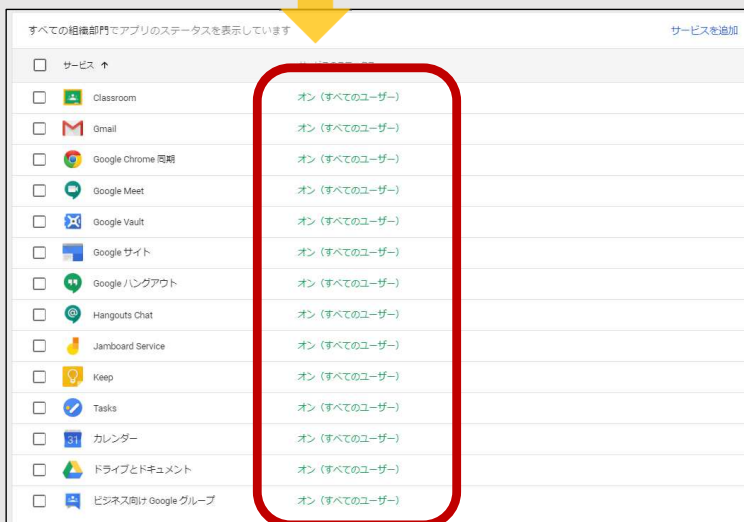 すべての組織部門でアプリのステータスを表示しています
サービスを追加
サービス ↑
Classroom オン（すべてのユーザー）
Gmail オン（すべてのユーザー）
Google Chrome 同期 オン（すべてのユーザー）
Google Meet オン（すべてのユーザー）
Google Vault オン（すべてのユーザー）
Google サイト オン（すべてのユーザー）
Google ハングアウト オン（すべてのユーザー）
Hangouts Chat オン（すべてのユーザー）
Jamboard Service オン（すべてのユーザー）
Keep オン（すべてのユーザー）
Tasks オン（すべてのユーザー）
31 カレンダー オン（すべてのユーザー）
ドライブとドキュメント オン（すべてのユーザー）
ビジネス向け Google グループ オン（すべてのユーザー）